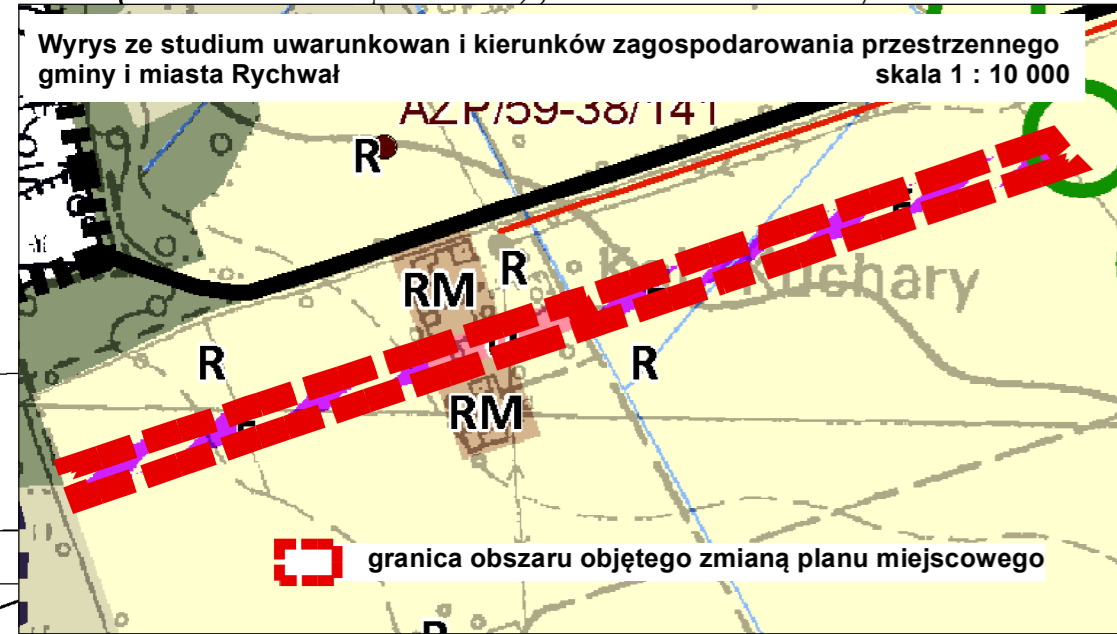 Wyrys ze studium uwarunkowan i kierunków zagospodarowania przestrzennego
gminy i miasta Rychwał skala 1 : 10 000
AZP/59-38/141
R
R
RM
Kuchary
R
R
RM
granica obszaru objętego zmianą planu miejscowego
R